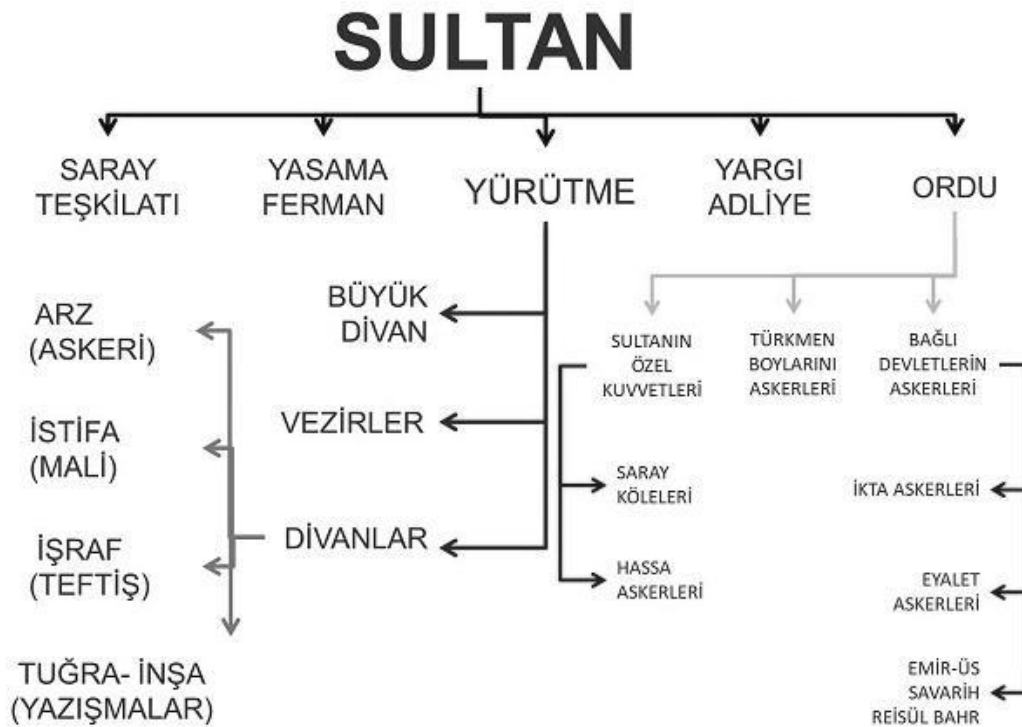 SULTAN
SARAY
TEŞKİLATI
YASAMA
FERMAN
YÜRÜTME
YARGI
ADLİYE
ORDU
BÜYÜK
DİVAN
VEZİRLER
DİVANLAR
ARZ
(ASKERİ)
İSTİFA
(MALİ)
İŞRAF
(TEFTİŞ)
TUĞRA- İNŞA
(YAZIŞMALAR)
SULTANIN
ÖZEL
KUVVETLERİ
TÜRKMEN
BOYLARINI
ASKERLERİ
BAĞLI
DEVLETLERİN
ASKERLERİ
SARAY
KÖLELERİ
HASSA
ASKERLERİ
İKTA ASKERLERİ
EYALET
ASKERLERİ
EMİR-ÜS
SAVARİH
REİSÜL BAHR